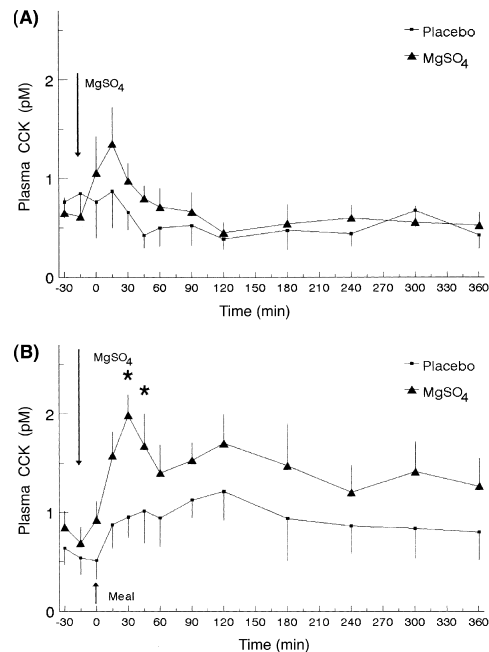 (A)
Placebo
MgSO4
MgSO4
2
1
0
Plasma CCK (pM)
-30 0 30 60 90 120 150 180 210 240 270 300 330 360
Time (min)
(B)
MgSO4
Placebo
MgSO4
* *
2
1
0
Plasma CCK (pM)
Meal
-30 0 30 60 90 120 150 180 210 240 270 300 330 360
Time (min)